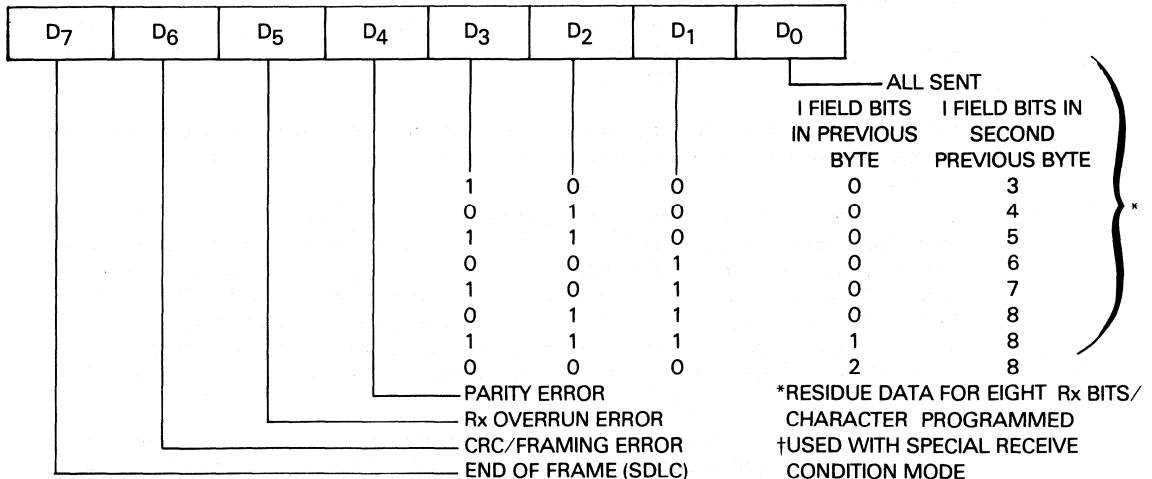 D7 D6 D5 D4 D3 D2 D1 D0
ALL SENT
I FIELD BITS IN PREVIOUS BYTE
I FIELD BITS IN SECOND PREVIOUS BYTE
1 0 0 0 3
0 1 0 0 4
1 1 0 0 5
0 0 1 0 6
1 0 1 0 7
0 1 1 0 8
1 1 1 1 8
0 0 0 2 8
*
PARITY ERROR
Rx OVERRUN ERROR
CRC/FRAMING ERROR
END OF FRAME (SDLC)
*RESIDUE DATA FOR EIGHT Rx BITS/
CHARACTER PROGRAMMED
†USED WITH SPECIAL RECEIVE
CONDITION MODE